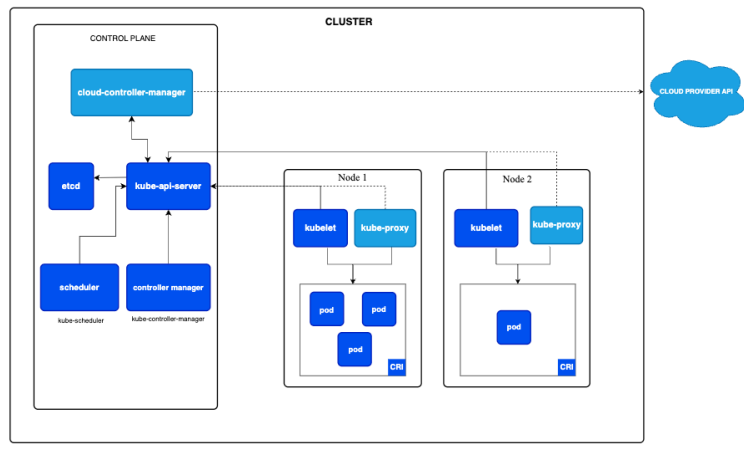 CLUSTER
CONTROL PLANE
cloud-controller-manager
CLOUD PROVIDER API
etcd
kube-api-server
Node 1
Node 2
kubelet
kube-proxy
kubelet
kube-proxy
scheduler
controller manager
kube-scheduler
kube-controller-manager
pod
pod
pod
CRI
pod
CRI